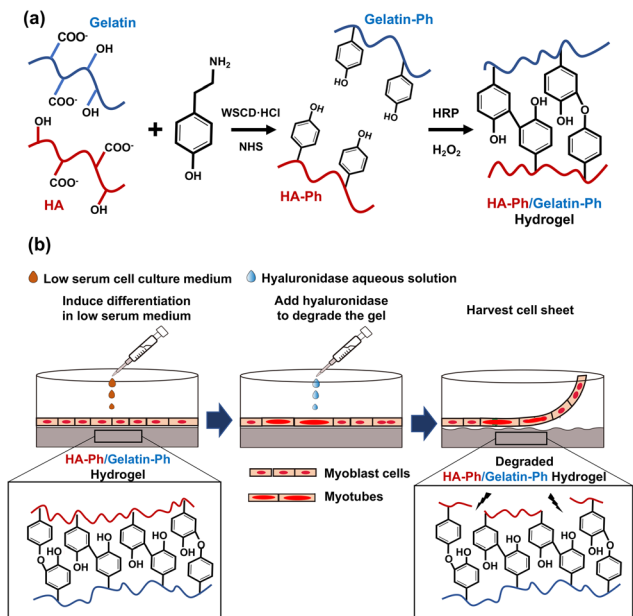 (a)
Gelatin
Gelatin-Ph
COO-
OH
COO-
OH
NH2
HO
HO
OH
OH
O
OH
OH
WSCD·HCl
NHS
HRP
H2O2
OH
COO-
COO-
OH
HA
OH
HA-Ph
HA-Ph/Gelatin-Ph
Hydrogel
(b)
Low serum cell culture medium
Hyaluronidase aqueous solution
Induce differentiation
in low serum medium
Add hyaluronidase
to degrade the gel
Harvest cell sheet
HA-Ph/Gelatin-Ph
Hydrogel
Myoblast cells
Myotubes
Degraded
HA-Ph/Gelatin-Ph Hydrogel
O
OH
OH
OH
OH
O
O
OH
OH
OH
OH
O